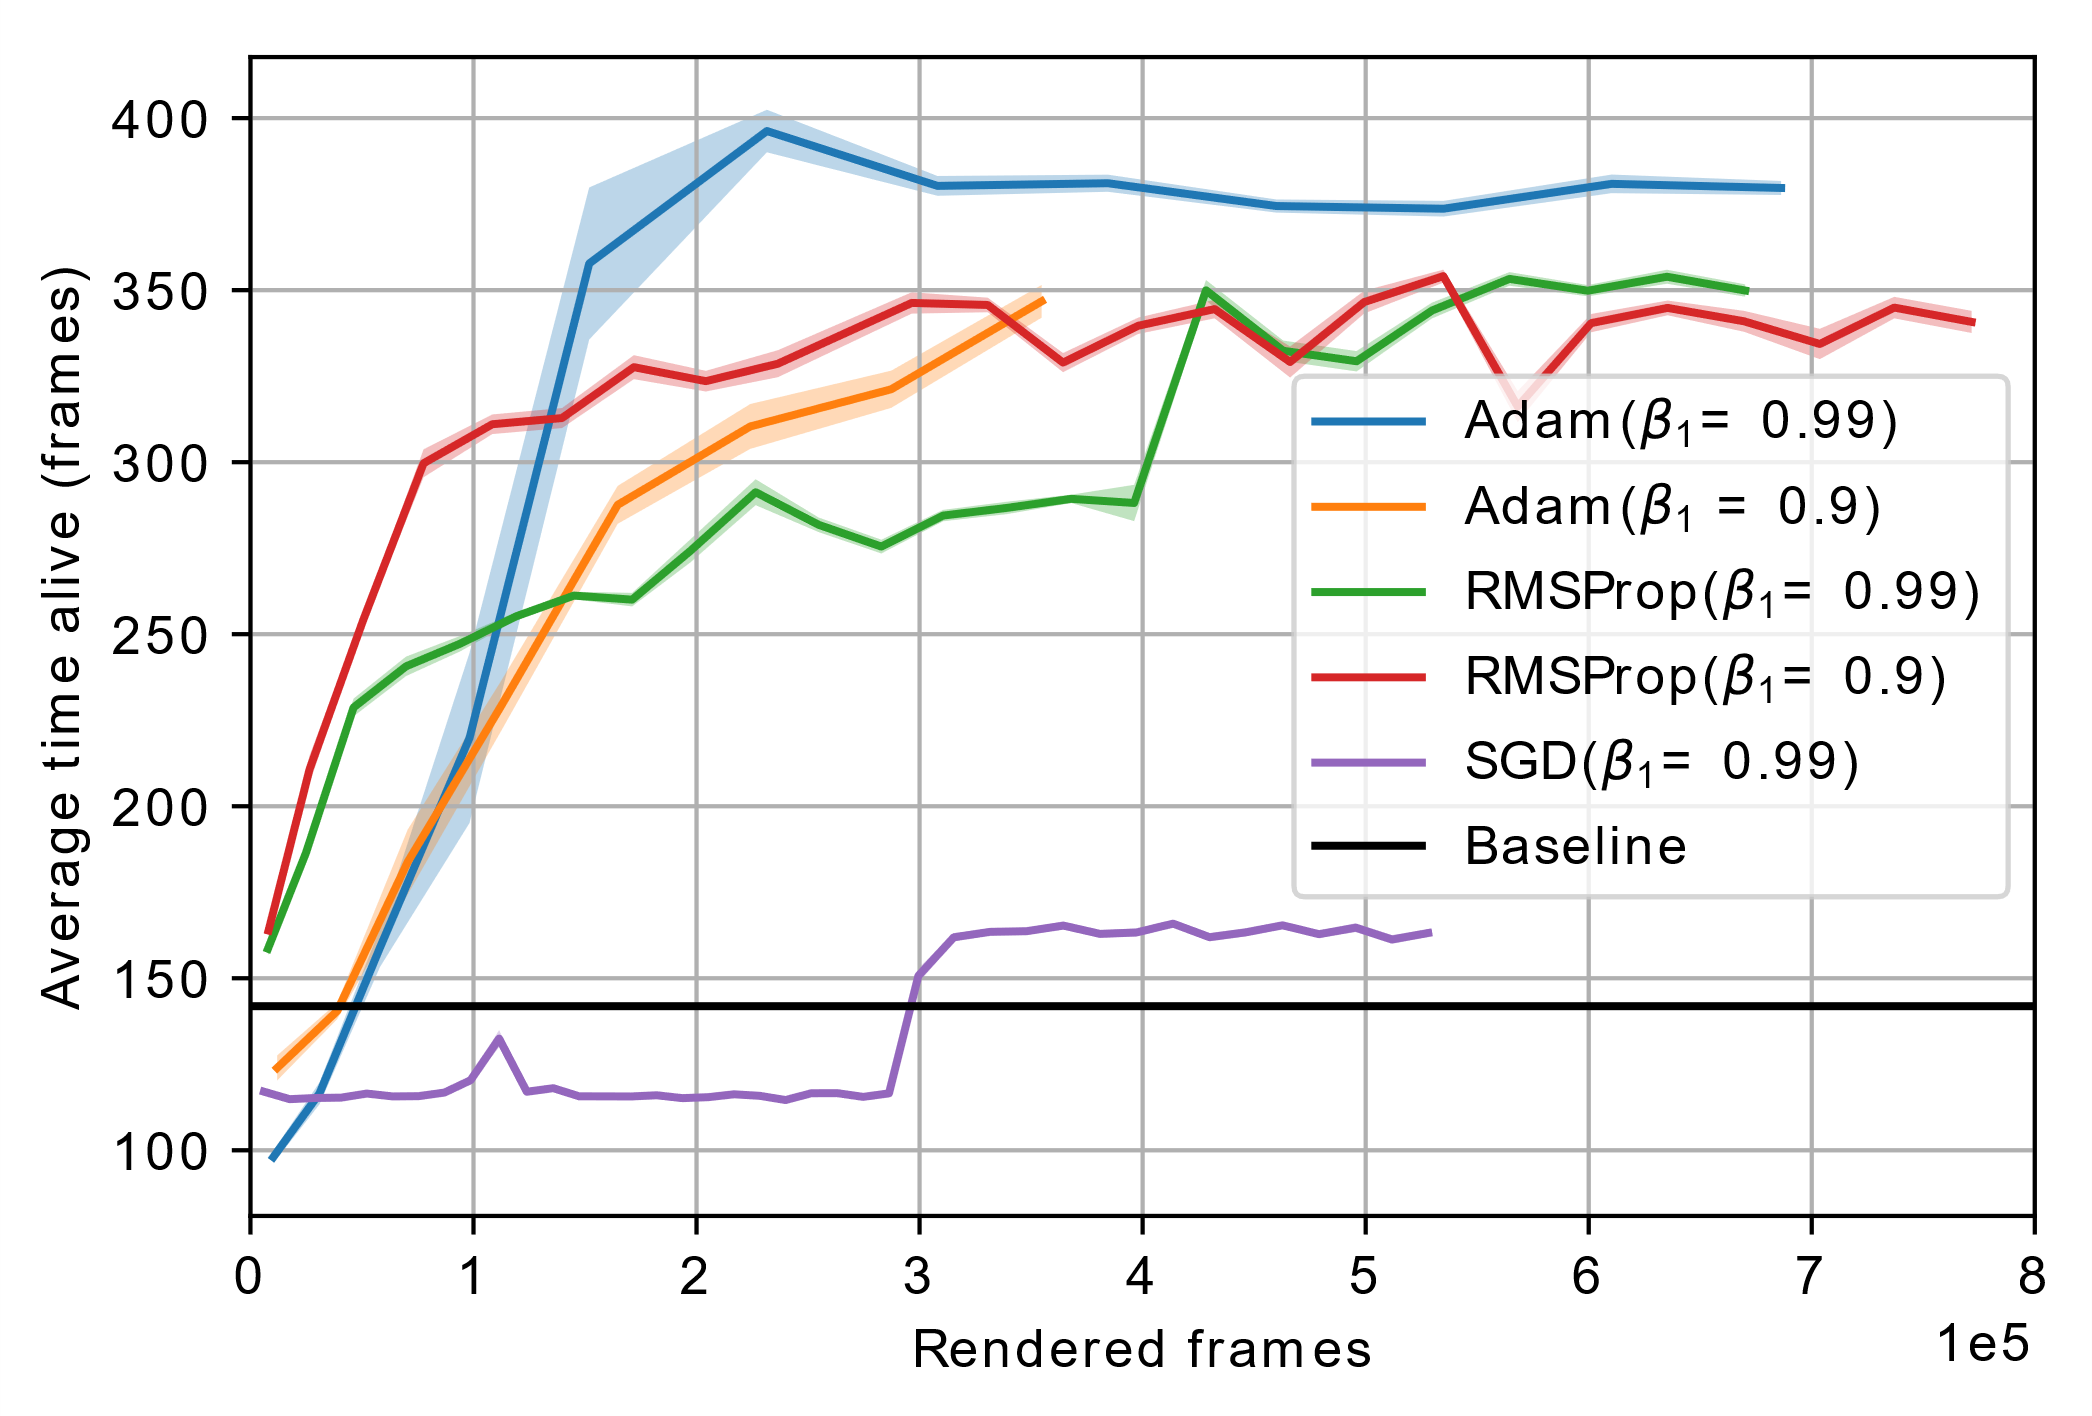 Average time alive (frames)
400
350
300
250
200
150
100
Adam(β₁= 0.99)
Adam(β₁ = 0.9)
RMSProp(β₁= 0.99)
RMSProp(β₁= 0.9)
SGD(β₁= 0.99)
Baseline
0 1 2 3 4 5 6 7 8
Rendered frames
1e5